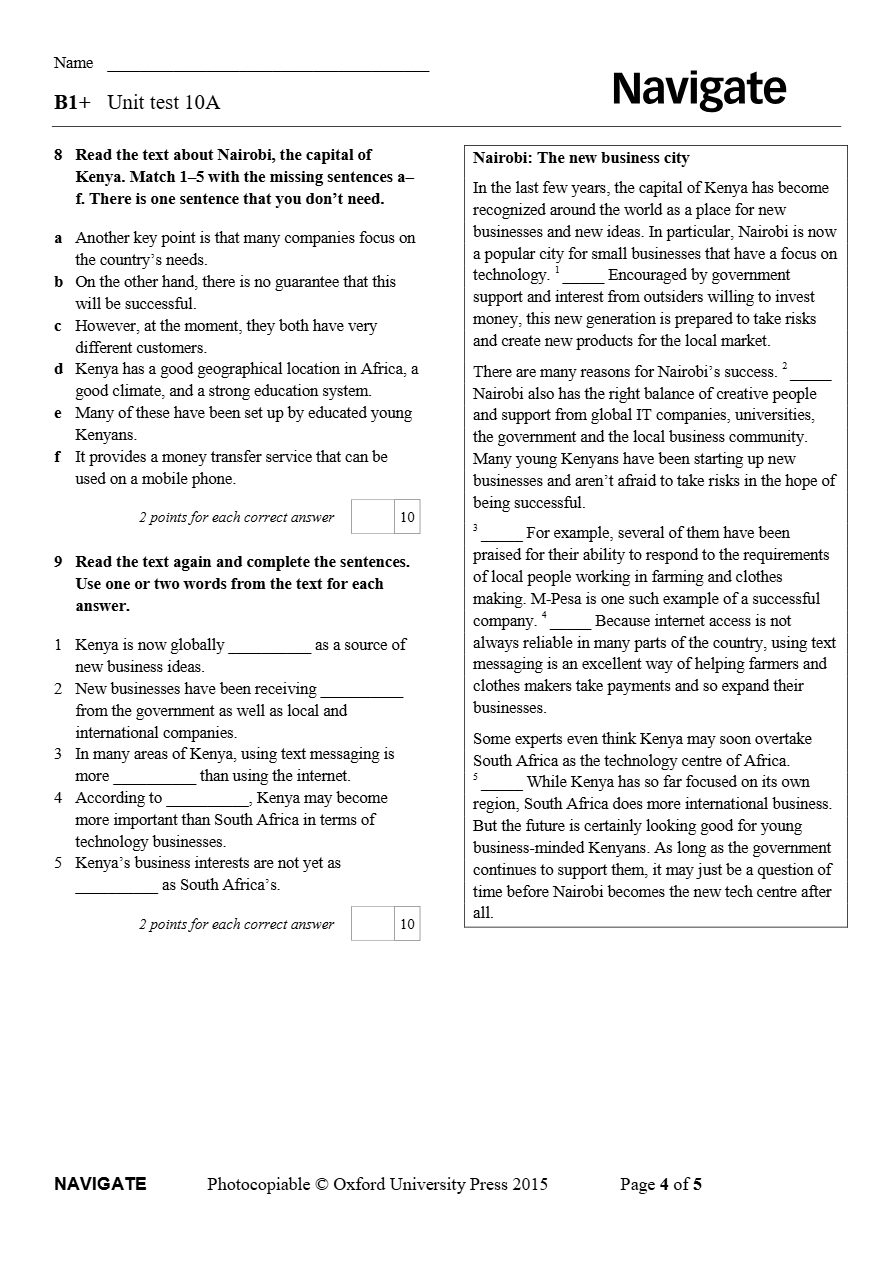 Name ____________________________________
Navigate
B1+ Unit test 10A
8 Read the text about Nairobi, the capital of
Kenya. Match 1–5 with the missing sentences a–
f. There is one sentence that you don’t need.
a Another key point is that many companies focus on
the country’s needs.
b On the other hand, there is no guarantee that this
will be successful.
c However, at the moment, they both have very
different customers.
d Kenya has a good geographical location in Africa, a
good climate, and a strong education system.
e Many of these have been set up by educated young
Kenyans.
f It provides a money transfer service that can be
used on a mobile phone.
2 points for each correct answer 10
9 Read the text again and complete the sentences.
Use one or two words from the text for each
answer.
1 Kenya is now globally __________ as a source of
new business ideas.
2 New businesses have been receiving __________
from the government as well as local and
international companies.
3 In many areas of Kenya, using text messaging is
more __________ than using the internet.
4 According to __________, Kenya may become
more important than South Africa in terms of
technology businesses.
5 Kenya’s business interests are not yet as
__________ as South Africa’s.
2 points for each correct answer 10
Nairobi: The new business city
In the last few years, the capital of Kenya has become
recognized around the world as a place for new
businesses and new ideas. In particular, Nairobi is now
a popular city for small businesses that have a focus on
technology. 1 _____ Encouraged by government
support and interest from outsiders willing to invest
money, this new generation is prepared to take risks
and create new products for the local market.
There are many reasons for Nairobi’s success. 2 _____
Nairobi also has the right balance of creative people
and support from global IT companies, universities,
the government and the local business community.
Many young Kenyans have been starting up new
businesses and aren’t afraid to take risks in the hope of
being successful.
3 _____ For example, several of them have been
praised for their ability to respond to the requirements
of local people working in farming and clothes
making. M-Pesa is one such example of a successful
company. 4 _____ Because internet access is not
always reliable in many parts of the country, using text
messaging is an excellent way of helping farmers and
clothes makers take payments and so expand their
businesses.
Some experts even think Kenya may soon overtake
South Africa as the technology centre of Africa.
5 _____ While Kenya has so far focused on its own
region, South Africa does more international business.
But the future is certainly looking good for young
business-minded Kenyans. As long as the government
continues to support them, it may just be a question of
time before Nairobi becomes the new tech centre after
all.
NAVIGATE Photocopiable © Oxford University Press 2015 Page 4 of 5